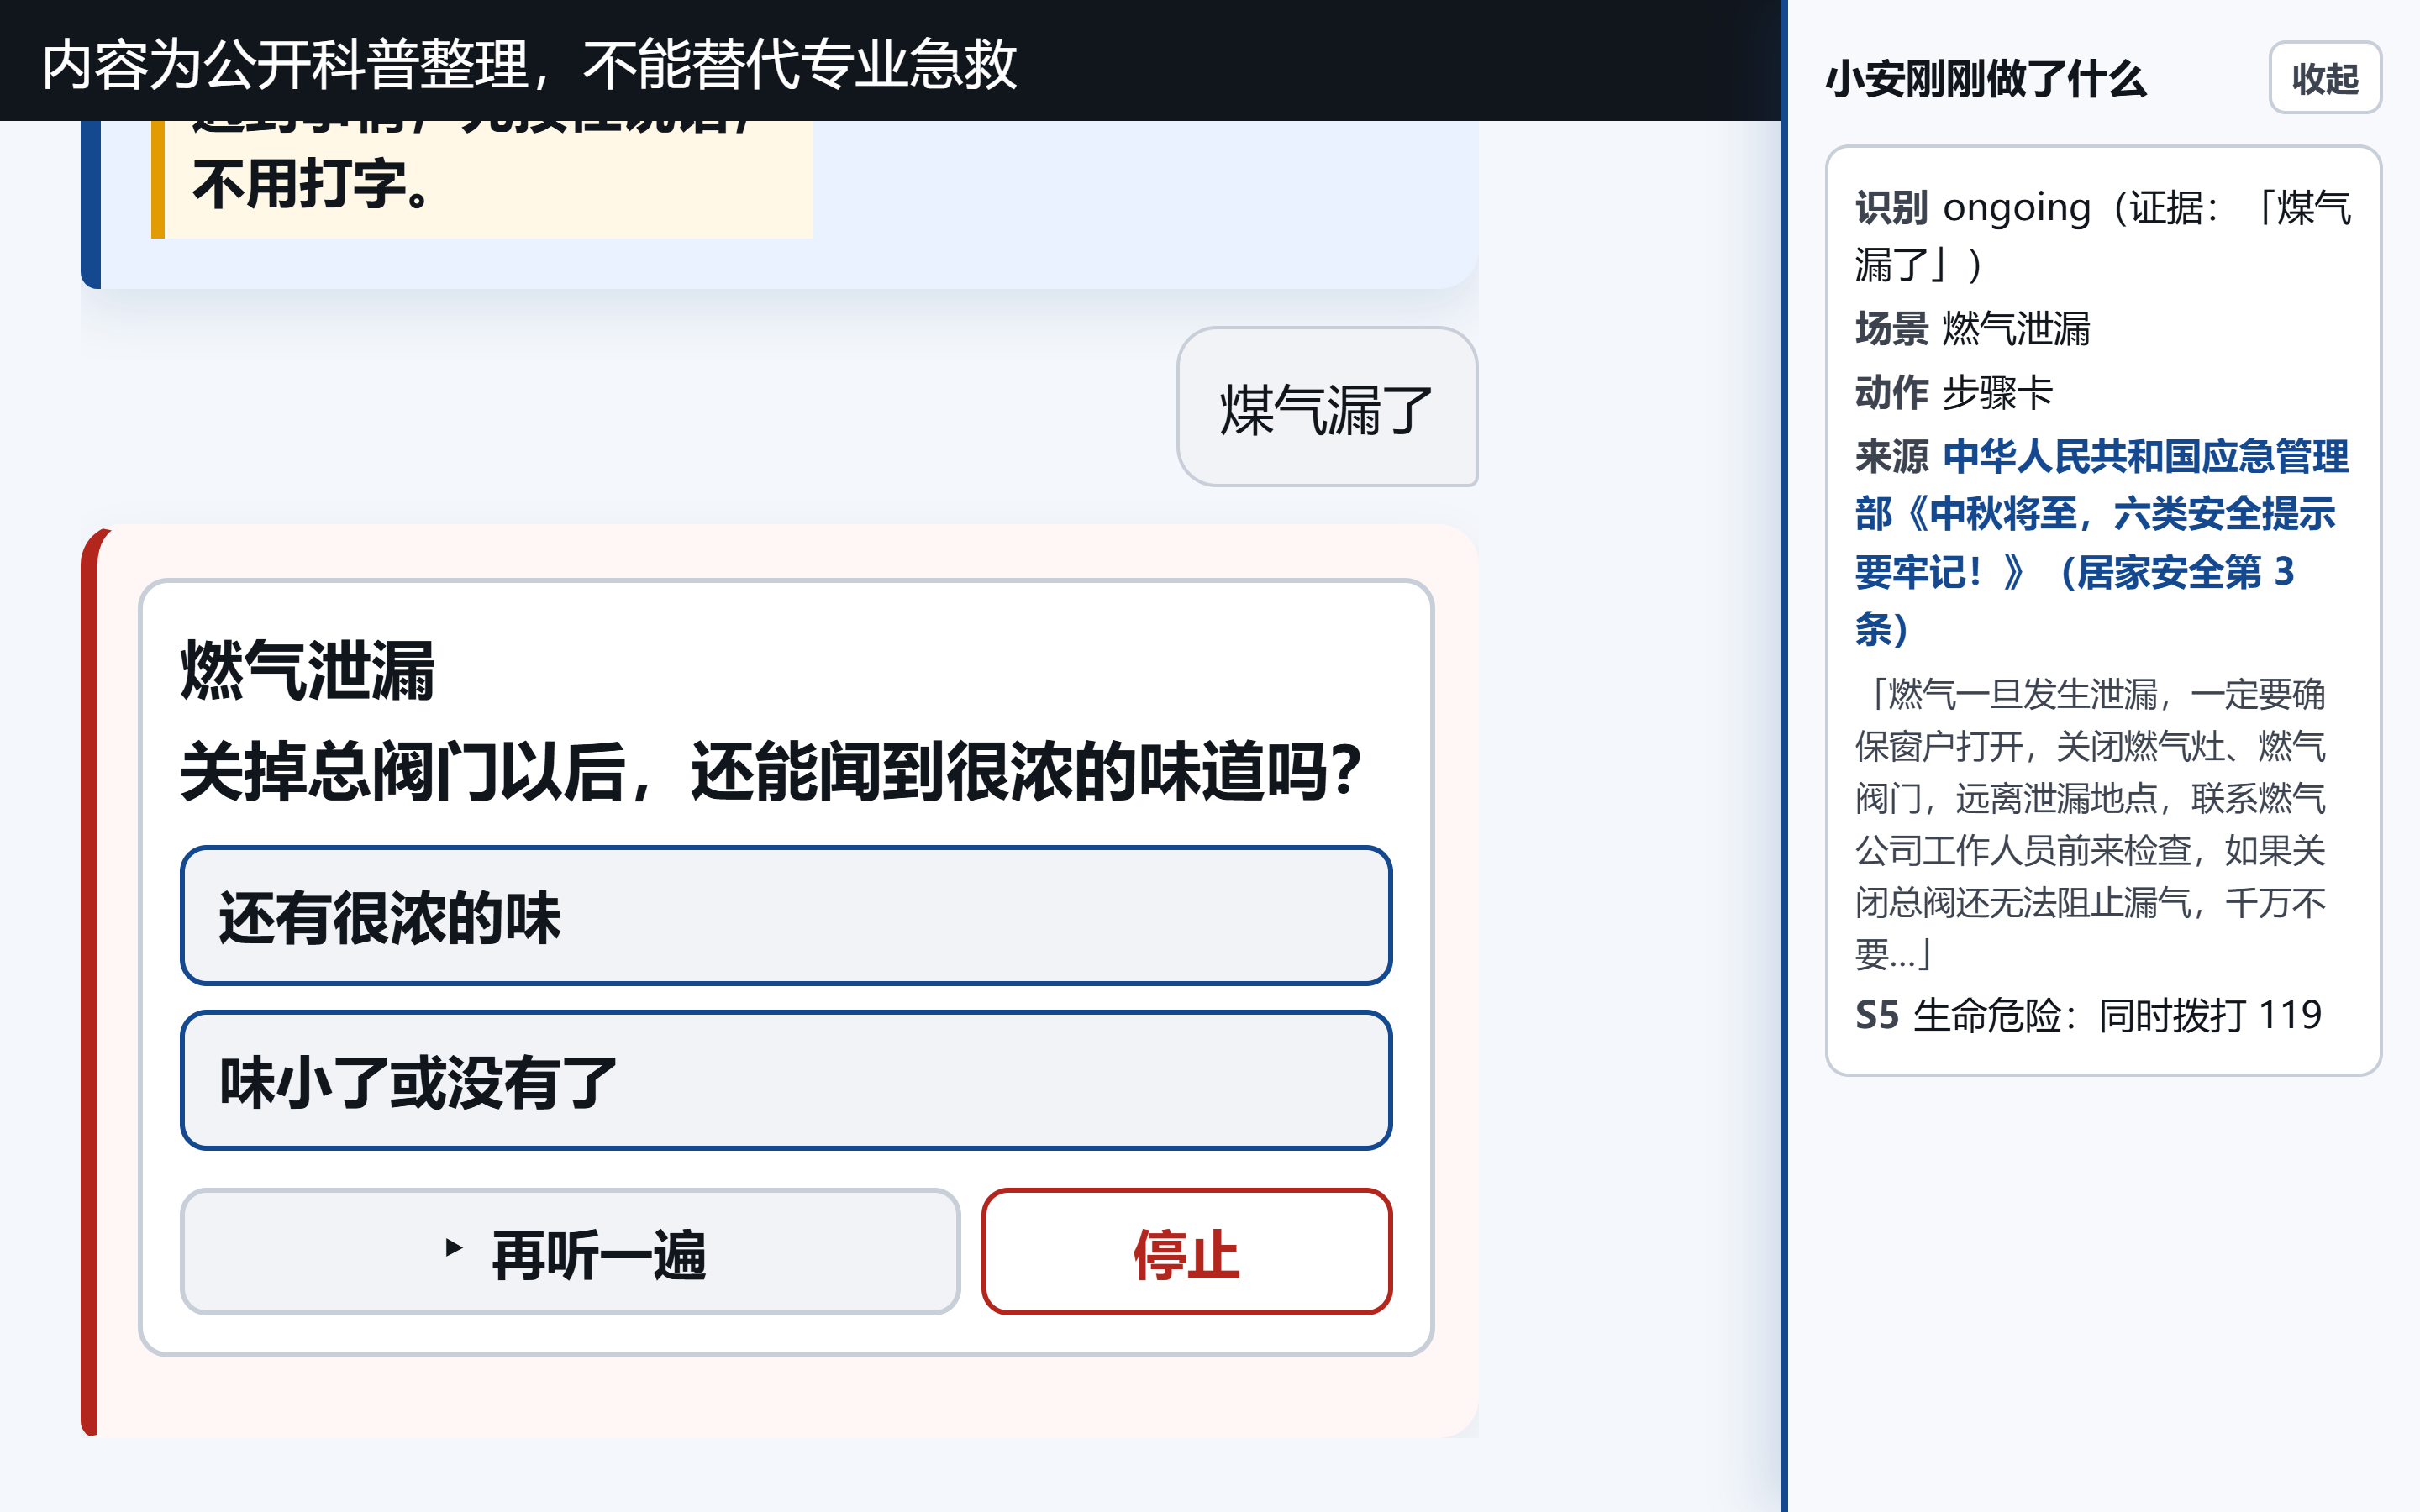 内容为公开科普整理，不能替代专业急救
不用打字。
煤气漏了
燃气泄漏
关掉总阀门以后，还能闻到很浓的味道吗？
还有很浓的味
味小了或没有了
▸ 再听一遍
停止
小安刚刚做了什么
收起
识别 ongoing（证据：「煤气
漏了」）
场景 燃气泄漏
动作 步骤卡
来源 中华人民共和国应急管理
部《中秋将至，六类安全提示
要牢记！》（居家安全第 3
条）
「燃气一旦发生泄漏，一定要确
保窗户打开，关闭燃气灶、燃气
阀门，远离泄漏地点，联系燃气
公司工作人员前来检查，如果关
闭总阀还无法阻止漏气，千万不
要...」
S5 生命危险：同时拨打 119